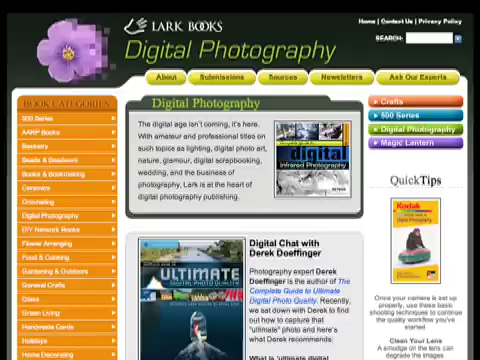 LARK BOOKS
Digital Photography
Home | Contact Us | Privacy Policy
SEARCH:
About
Submissions
Sources
Newsletters
Ask Our Experts
BOOK CATEGORIES
500 Series
AARP Books
Basketry
Beads & Beadwork
Books & Bookmaking
Ceramics
Crocheting
Digital Photography
DIY Network Books
Flower Arranging
Food & Cooking
Gardening & Outdoors
General Crafts
Glass
Green Living
Handmade Cards
Holidays
Home Decorating
Digital Photography
The digital age isn't coming, it's here.
With amateur and professional titles on
such topics as lighting, digital photo art,
nature, glamour, digital scrapbooking,
wedding, and the business of
photography, Lark is at the heart of
digital photography publishing.
digital
Infrared Photography
ULTIMATE
DIGITAL PHOTO QUALITY
Digital Chat with
Derek Doeffinger
Photography expert Derek
Doeffinger is the author of The
Complete Guide to Ultimate
Digital Photo Quality. Recently,
we sat down with Derek to find
out how to capture that
"ultimate" photo and here's
what Derek recommends:
What is "ultimate digital
Crafts
500 Series
Digital Photography
Magic Lantern
QuickTips
Kodak
Once your camera is set up
properly, use these basic
shooting techniques to continue
the quality workflow you've
started.
Clean Your Lens
A smudge on the lens can
degrade the images